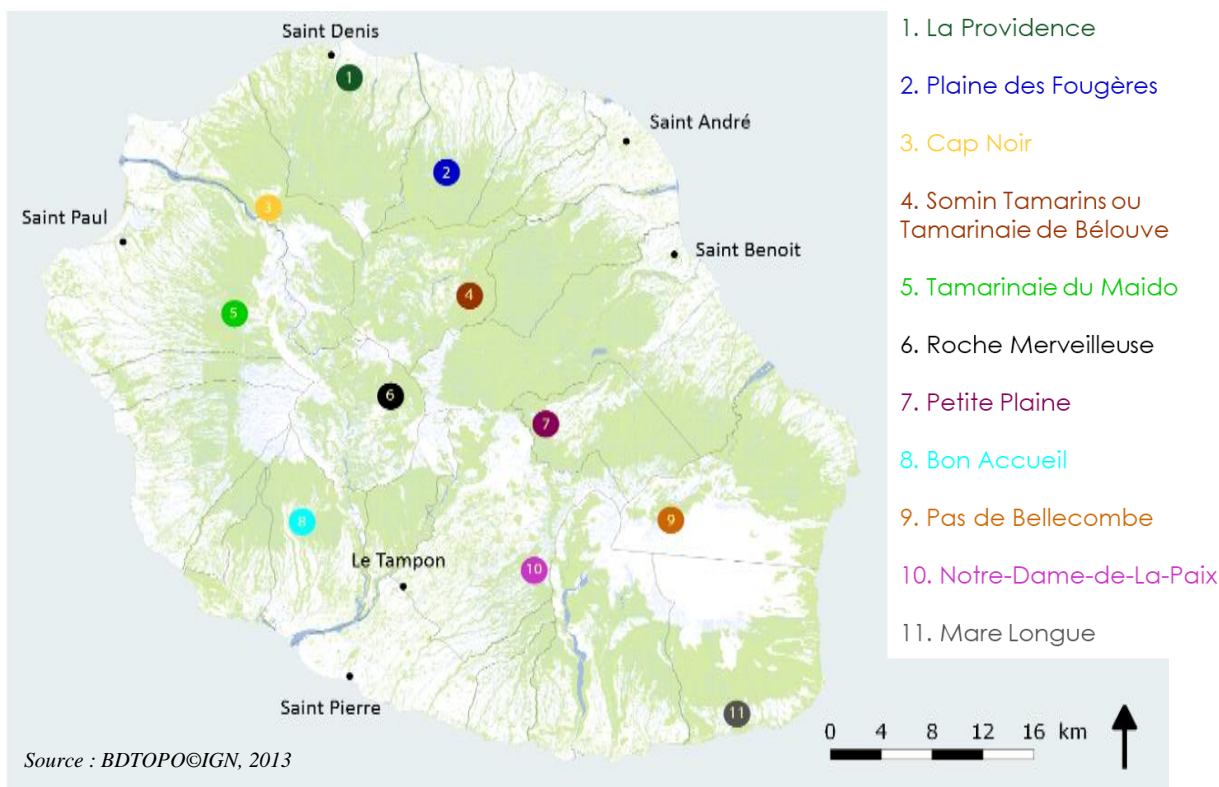 Saint Denis
1
Saint André
2
3
Saint Paul
Saint Benoit
4
5
6
7
8
9
Le Tampon
10
Saint Pierre
11
0 4 8 12 16 km
Source : BDTOPO©IGN, 2013
1. La Providence
2. Plaine des Fougères
3. Cap Noir
4. Somin Tamarins ou
Tamarinaie de Bélouve
5. Tamarinaie du Maido
6. Roche Merveilleuse
7. Petite Plaine
8. Bon Accueil
9. Pas de Bellecombe
10. Notre-Dame-de-La-Paix
11. Mare Longue